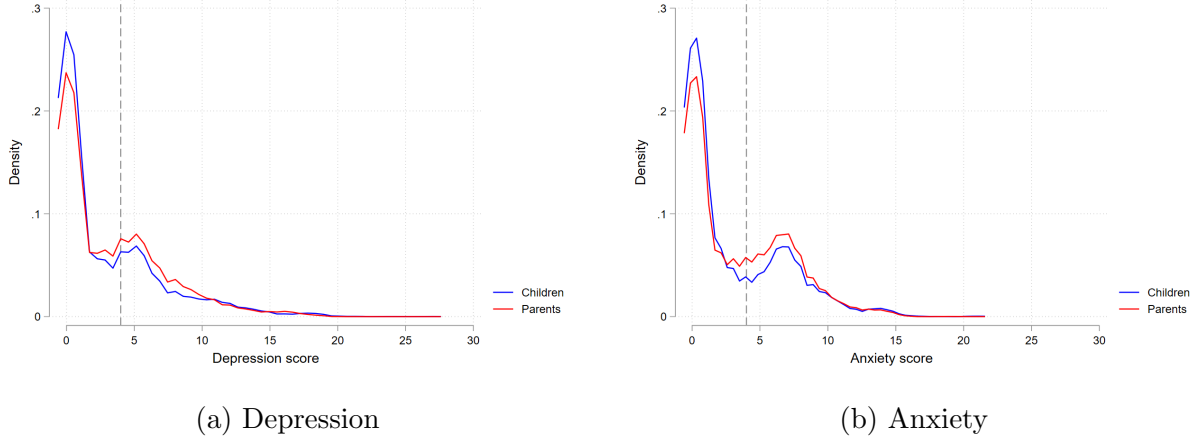 .3
.2
.1
0
Density
0 5 10 15 20 25 30
Depression score
Children
Parents
(a) Depression
.3
.2
.1
0
Density
0 5 10 15 20 25 30
Anxiety score
Children
Parents
(b) Anxiety